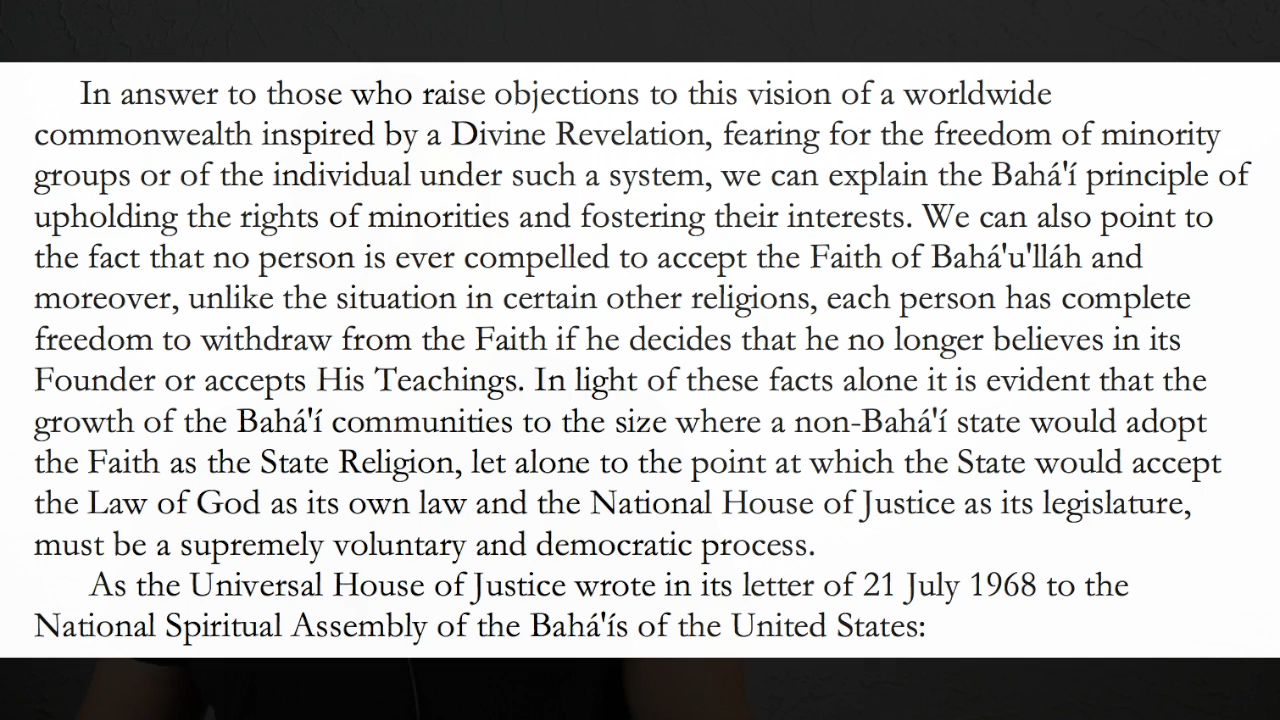 In answer to those who raise objections to this vision of a worldwide
commonwealth inspired by a Divine Revelation, fearing for the freedom of minority
groups or of the individual under such a system, we can explain the Bahá'í principle of
upholding the rights of minorities and fostering their interests. We can also point to
the fact that no person is ever compelled to accept the Faith of Bahá'u'lláh and
moreover, unlike the situation in certain other religions, each person has complete
freedom to withdraw from the Faith if he decides that he no longer believes in its
Founder or accepts His Teachings. In light of these facts alone it is evident that the
growth of the Bahá'í communities to the size where a non-Bahá'í state would adopt
the Faith as the State Religion, let alone to the point at which the State would accept
the Law of God as its own law and the National House of Justice as its legislature,
must be a supremely voluntary and democratic process.
As the Universal House of Justice wrote in its letter of 21 July 1968 to the
National Spiritual Assembly of the Bahá'ís of the United States: